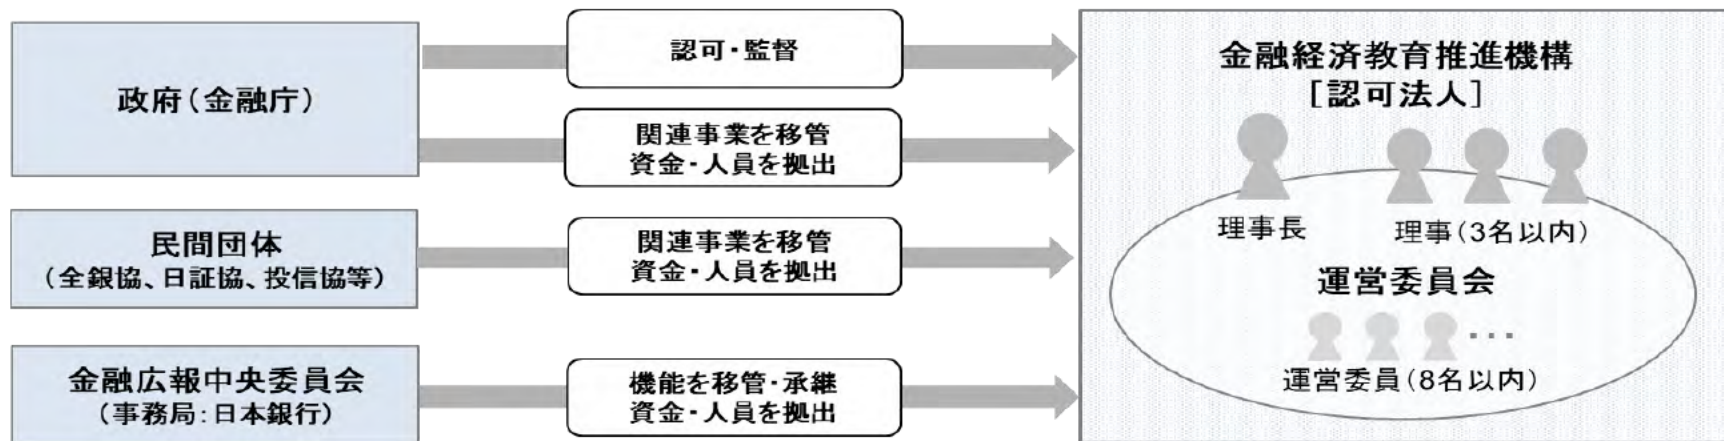 政府（金融庁）
認可・監督
関連事業を移管
資金・人員を拠出
民間団体
（全銀協、日証協、投信協等）
関連事業を移管
資金・人員を拠出
金融広報中央委員会
（事務局：日本銀行）
機能を移管・承継
資金・人員を拠出
金融経済教育推進機構
［認可法人］
理事長
理事（3名以内）
運営委員会
…
運営委員（8名以内）